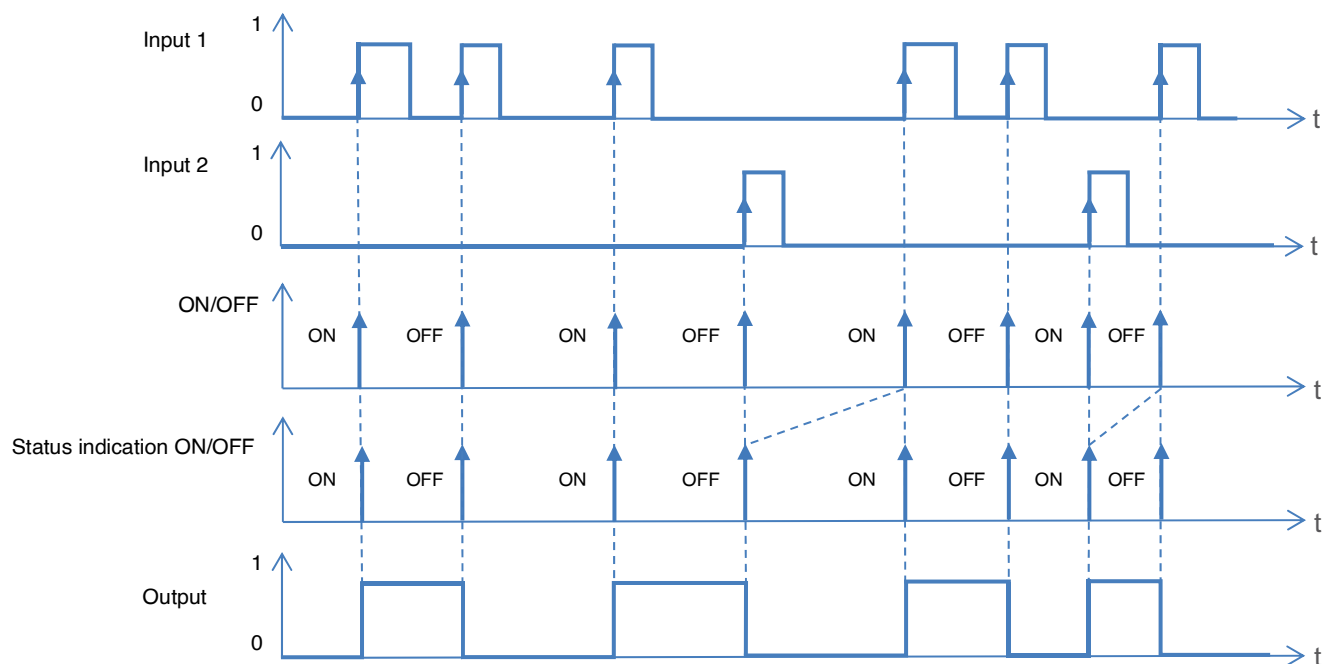 1
Input 1
0
t
1
Input 2
0
t
ON/OFF
ON OFF ON OFF ON OFF ON OFF
t
Status indication ON/OFF
ON OFF ON OFF ON OFF ON OFF
t
1
Output
0
t